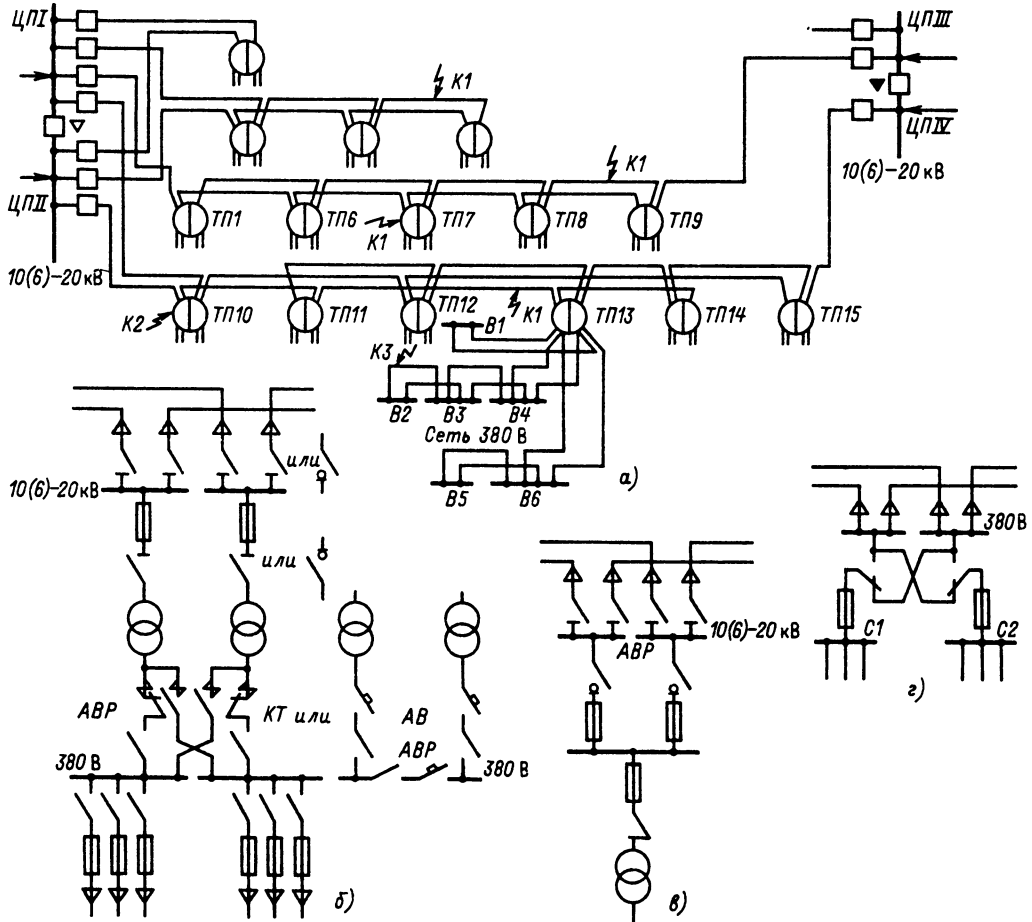 ЦПI
ЦПIII
К1
ЦПIV
10(6)–20 кВ
К1
ЦПII
ТП1
ТП6
К1
ТП7
ТП8
ТП9
10(6)–20 кВ
К2
ТП10
ТП11
ТП12
К1
ТП13
ТП14
ТП15
В1
К3
В2
В3
В4
Сеть 380 В
В5
В6
а)
или
10(6)–20 кВ
или
АВР
КТ или
АВ
АВР
380 В
380 В
б)
10(6)–20 кВ
АВР
в)
380 В
С1
С2
г)